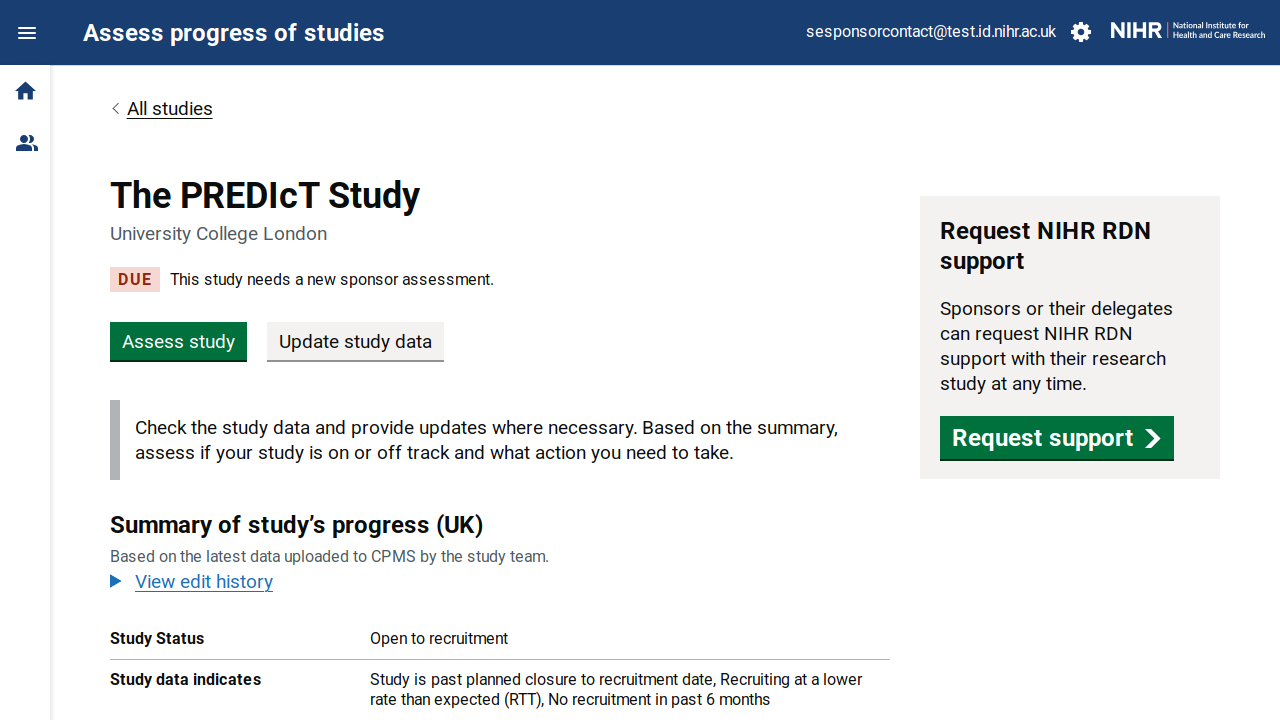 Assess progress of studies
sesponsorcontact@test.id.nihr.ac.uk
NIHR
National Institute for
Health and Care Research
All studies
The PREDIcT Study
University College London
DUE
This study needs a new sponsor assessment.
Assess study
Update study data
Check the study data and provide updates where necessary. Based on the summary,
assess if your study is on or off track and what action you need to take.
Summary of study’s progress (UK)
Based on the latest data uploaded to CPMS by the study team.
View edit history
Study Status
Open to recruitment
Study data indicates
Study is past planned closure to recruitment date, Recruiting at a lower
rate than expected (RTT), No recruitment in past 6 months
Request NIHR RDN
support
Sponsors or their delegates
can request NIHR RDN
support with their research
study at any time.
Request support